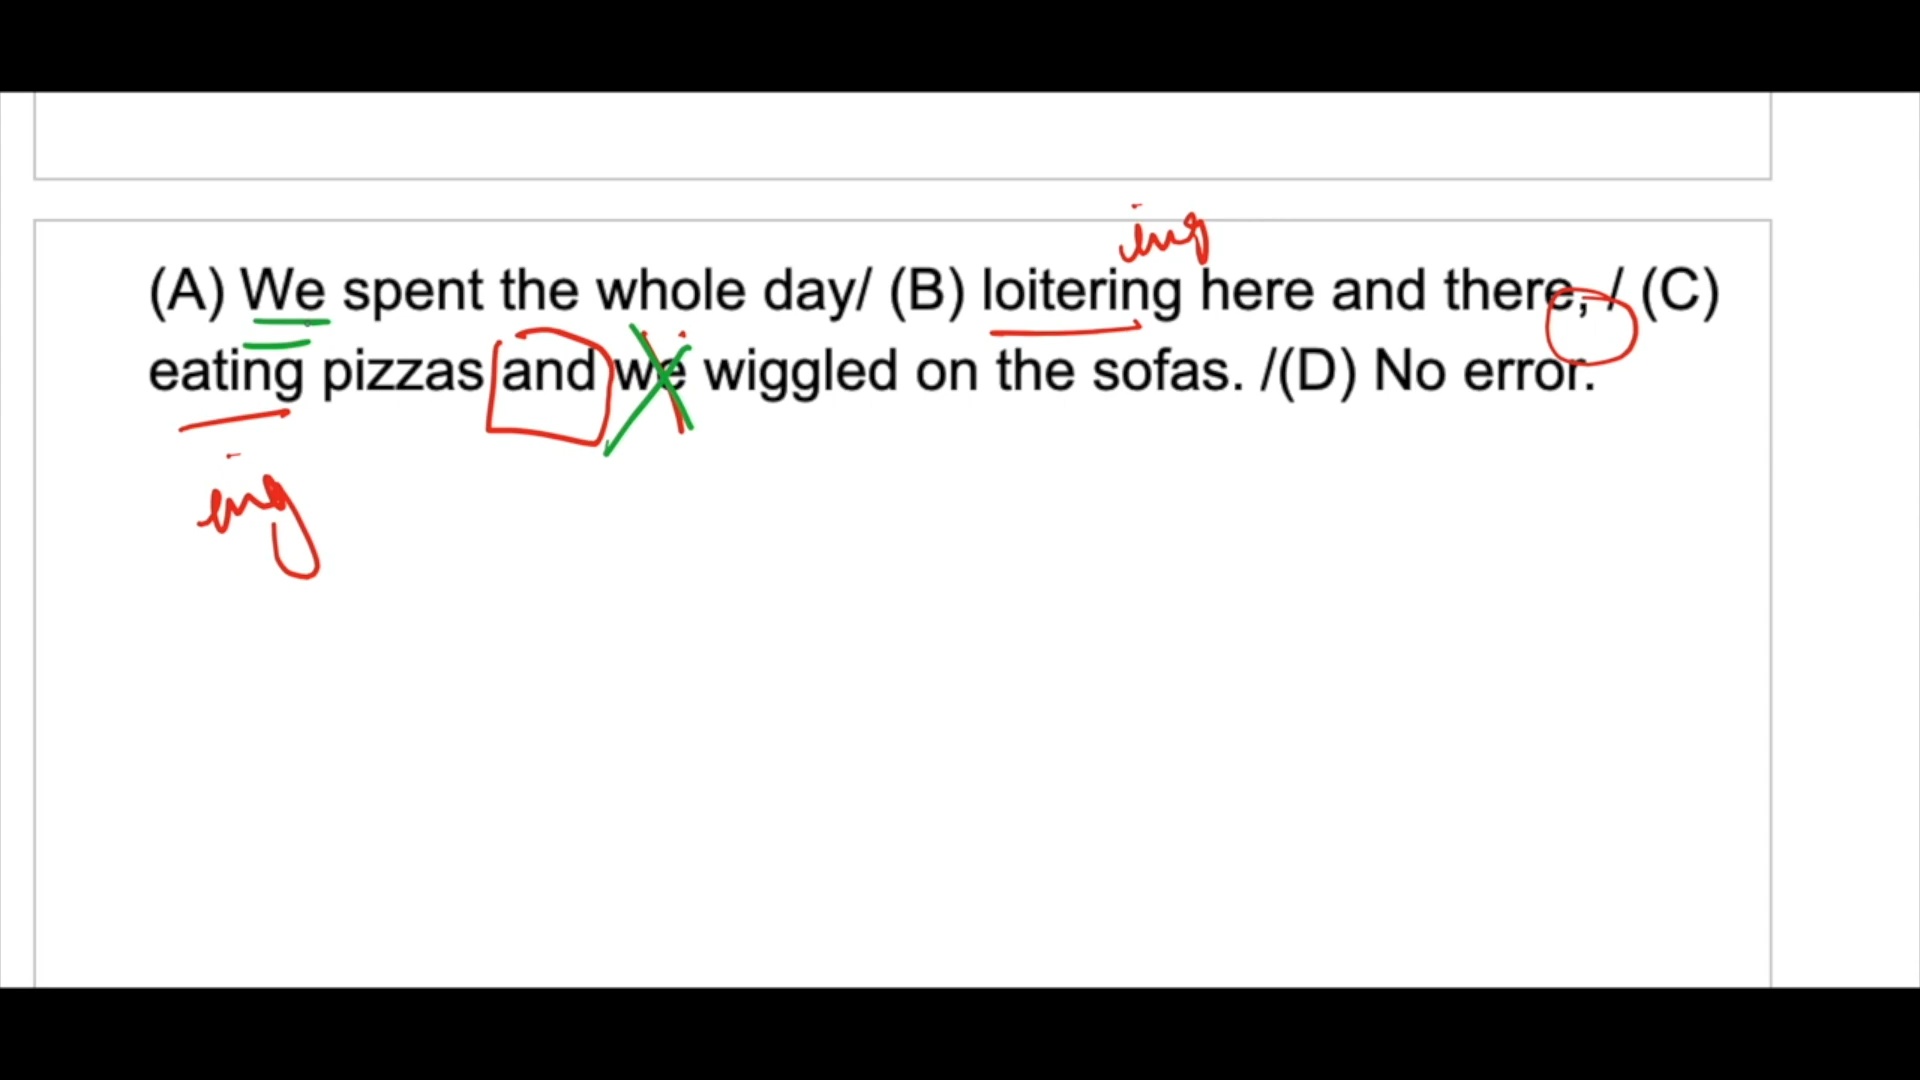 ing
(A) We spent the whole day/ (B) loitering here and there, / (C)
eating pizzas and we wiggled on the sofas. /(D) No error.
ing